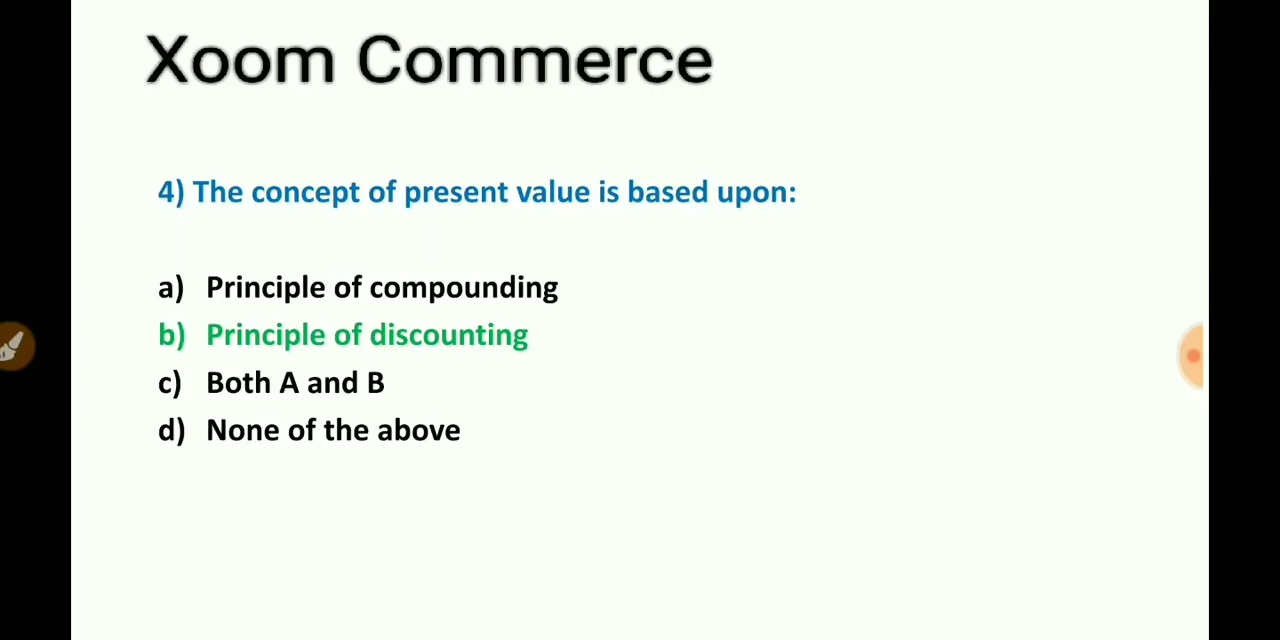 Xoom Commerce
4) The concept of present value is based upon:
a) Principle of compounding
b) Principle of discounting
c) Both A and B
d) None of the above